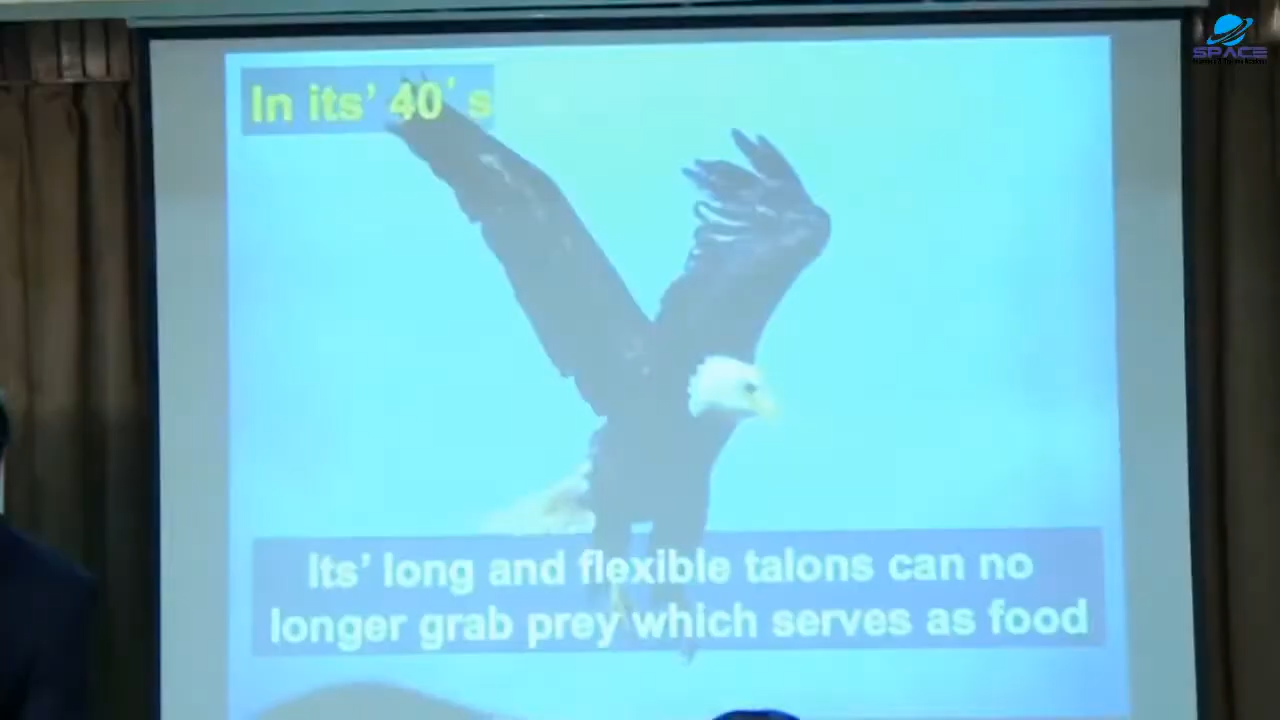 SPACE
In its’ 40’ s
Its’ long and flexible talons can no
longer grab prey which serves as food